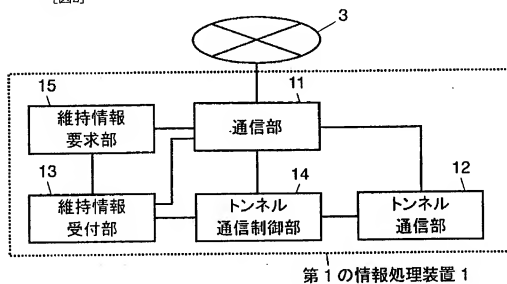 3
15
11
維持情報
要求部
通信部
13
14
12
維持情報
受付部
トンネル
通信制御部
トンネル
通信部
第1の情報処理装置1